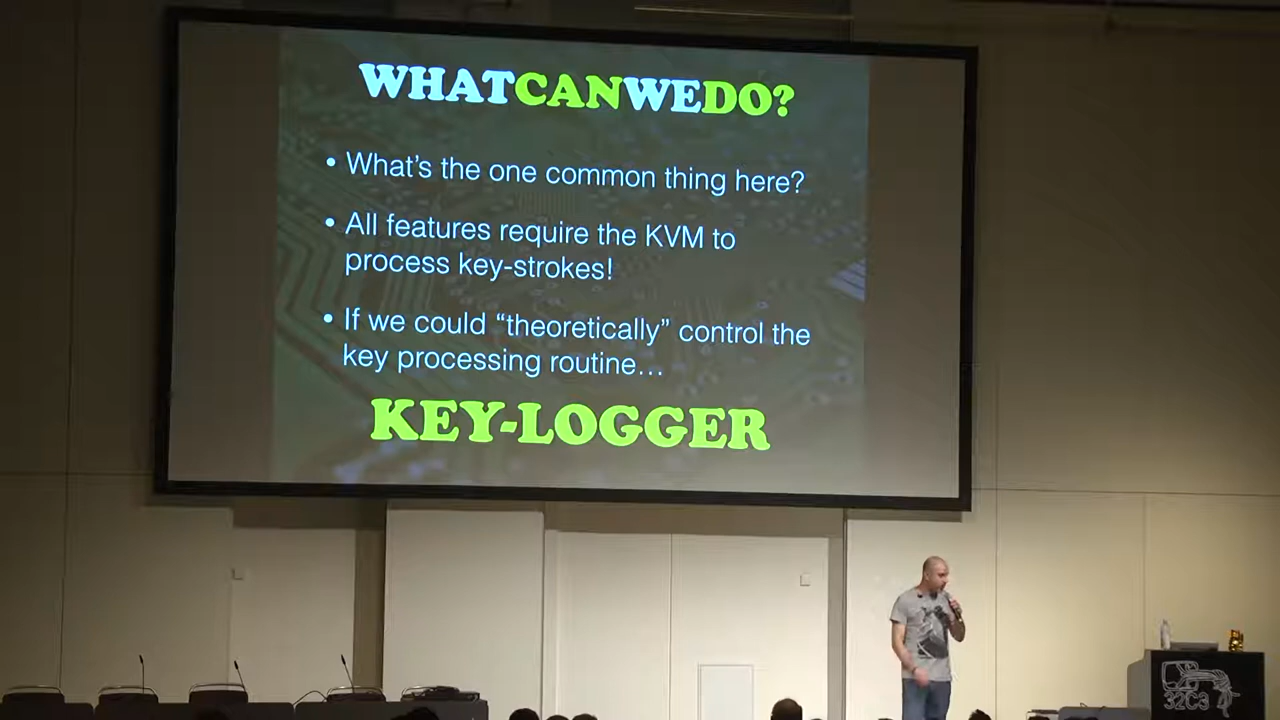 WHATCANWEDO?
• What's the one common thing here?
• All features require the KVM to
process key-strokes!
• If we could “theoretically” control the
key processing routine…
KEY-LOGGER
32C3